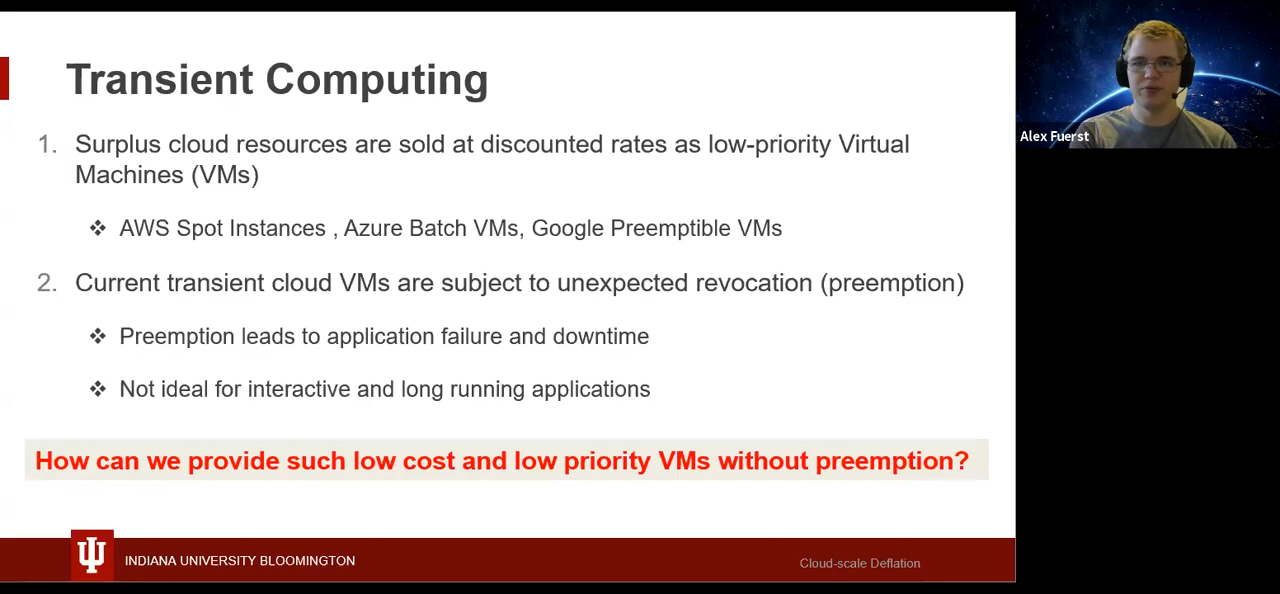 Transient Computing
1. Surplus cloud resources are sold at discounted rates as low-priority Virtual
Machines (VMs)
❖ AWS Spot Instances , Azure Batch VMs, Google Preemptible VMs
2. Current transient cloud VMs are subject to unexpected revocation (preemption)
❖ Preemption leads to application failure and downtime
❖ Not ideal for interactive and long running applications
How can we provide such low cost and low priority VMs without preemption?
INDIANA UNIVERSITY BLOOMINGTON
Cloud-scale Deflation
Alex Fuerst